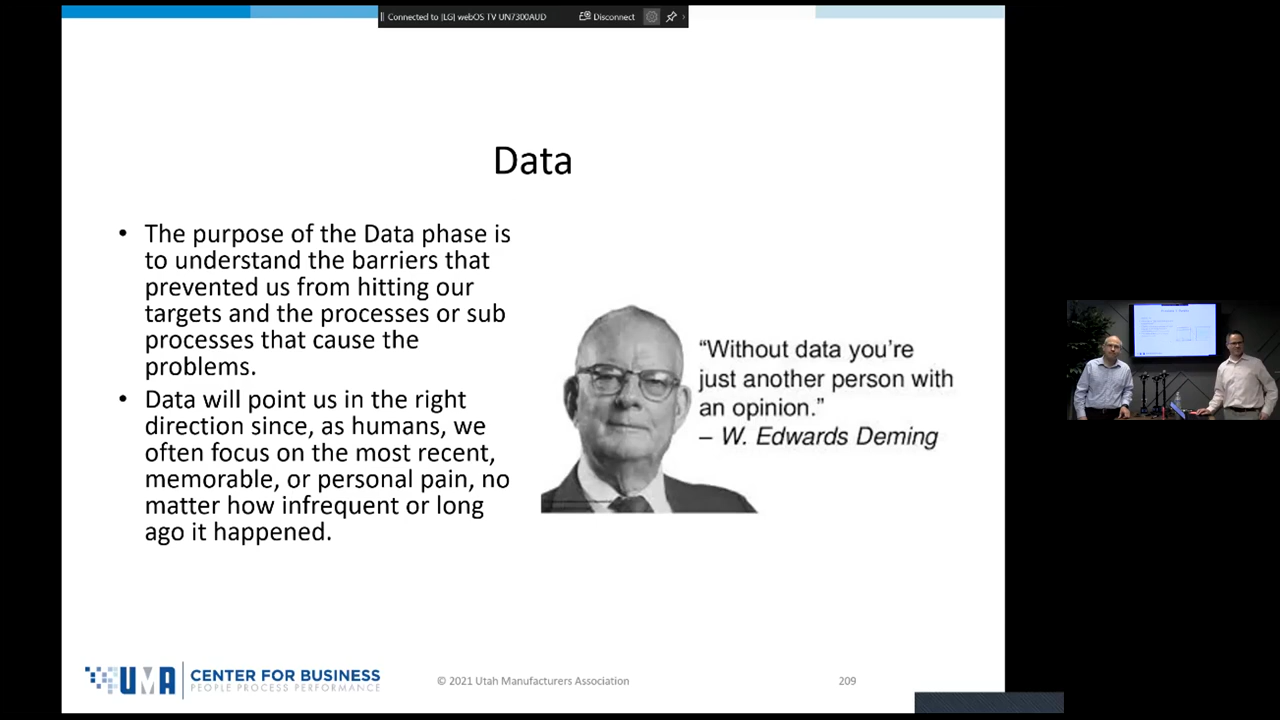 Connected to [LG] webOS TV UN7300AUD
Disconnect
Data
• The purpose of the Data phase is
to understand the barriers that
prevented us from hitting our
targets and the processes or sub
processes that cause the
problems.
• Data will point us in the right
direction since, as humans, we
often focus on the most recent,
memorable, or personal pain, no
matter how infrequent or long
ago it happened.
“Without data you’re
just another person with
an opinion.”
– W. Edwards Deming
UMA
CENTER FOR BUSINESS
PEOPLE PROCESS PERFORMANCE
© 2021 Utah Manufacturers Association
209